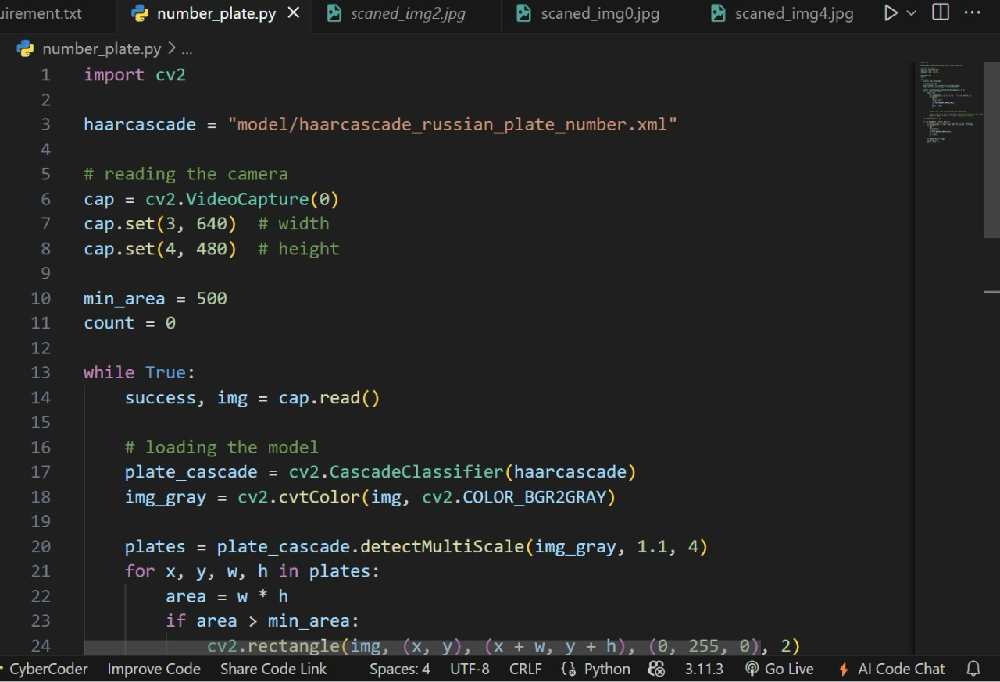 uirement.txt number_plate.py scaned_img2.jpg scaned_img0.jpg scaned_img4.jpg
number_plate.py > ...
1 import cv2
2
3 haarcascade = "model/haarcascade_russian_plate_number.xml"
4
5 # reading the camera
6 cap = cv2.VideoCapture(0)
7 cap.set(3, 640)  # width
8 cap.set(4, 480)  # height
9
10 min_area = 500
11 count = 0
12
13 while True:
14     success, img = cap.read()
15
16     # loading the model
17     plate_cascade = cv2.CascadeClassifier(haarcascade)
18     img_gray = cv2.cvtColor(img, cv2.COLOR_BGR2GRAY)
19
20     plates = plate_cascade.detectMultiScale(img_gray, 1.1, 4)
21     for x, y, w, h in plates:
22         area = w * h
23         if area > min_area:
24             cv2.rectangle(img, (x, y), (x + w, y + h), (0, 255, 0), 2)
CyberCoder Improve Code Share Code Link Spaces: 4 UTF-8 CRLF Python 3.11.3 Go Live AI Code Chat